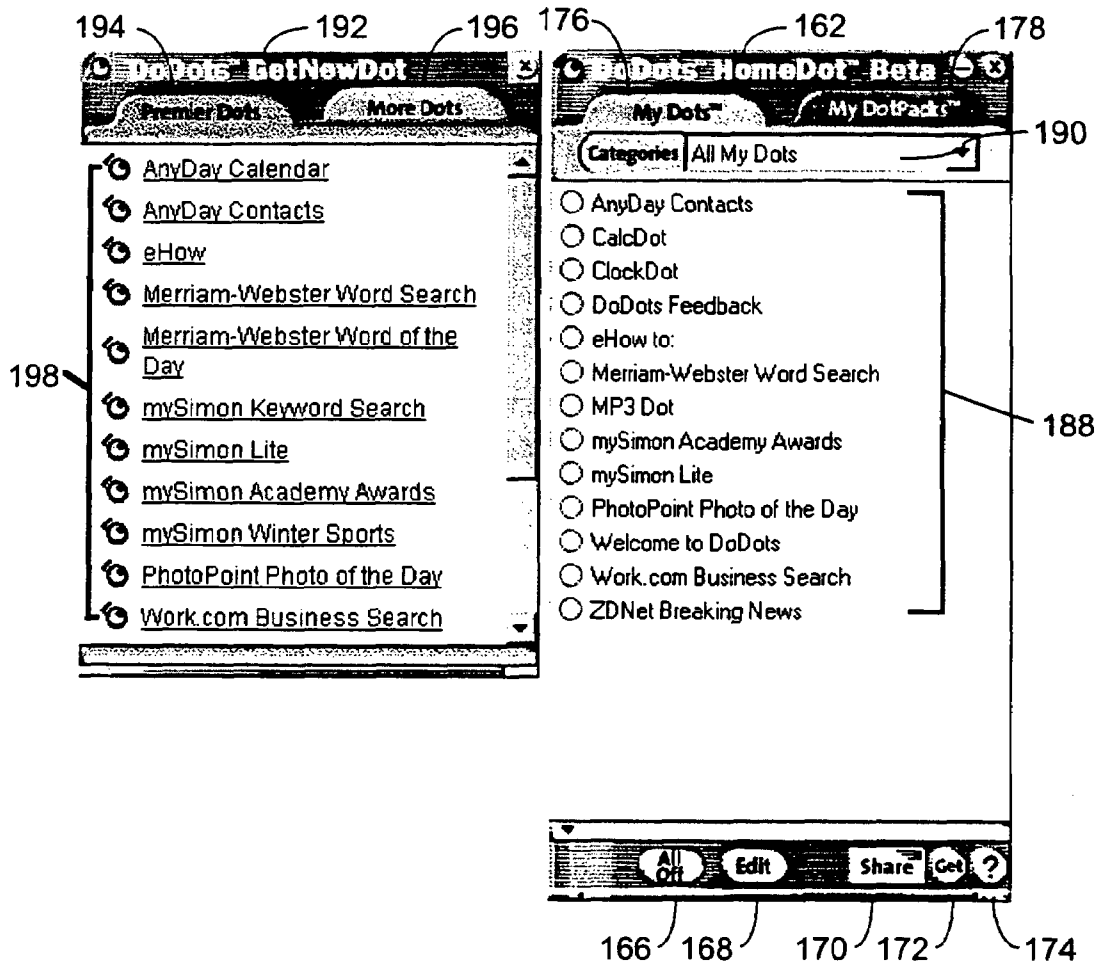 194
192
196
DoDots™ GetNewDot
Premier Dots
More Dots
AnyDay Calendar
AnyDay Contacts
eHow
Merriam-Webster Word Search
Merriam-Webster Word of the
Day
mySimon Keyword Search
mySimon Lite
mySimon Academy Awards
mySimon Winter Sports
PhotoPoint Photo of the Day
Work.com Business Search
198
176
162
178
DoDots™ HomeDot™ Beta
My Dots™
My DotPacks™
190
Categories
All My Dots
AnyDay Contacts
CalcDot
ClockDot
DoDots Feedback
eHow to:
Merriam-Webster Word Search
MP3 Dot
mySimon Academy Awards
mySimon Lite
PhotoPoint Photo of the Day
Welcome to DoDots
Work.com Business Search
ZDNet Breaking News
188
All
Off
Edit
Share
Get
?
166
168
170
172
174